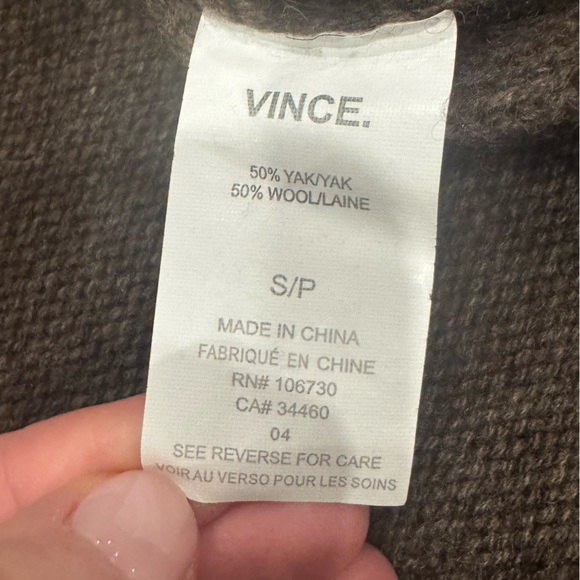 VINCE.
50% YAK/YAK
50% WOOL/LAINE
S/P
MADE IN CHINA
FABRIQUÉ EN CHINE
RN# 106730
CA# 34460
04
SEE REVERSE FOR CARE
VOIR AU VERSO POUR LES SOINS